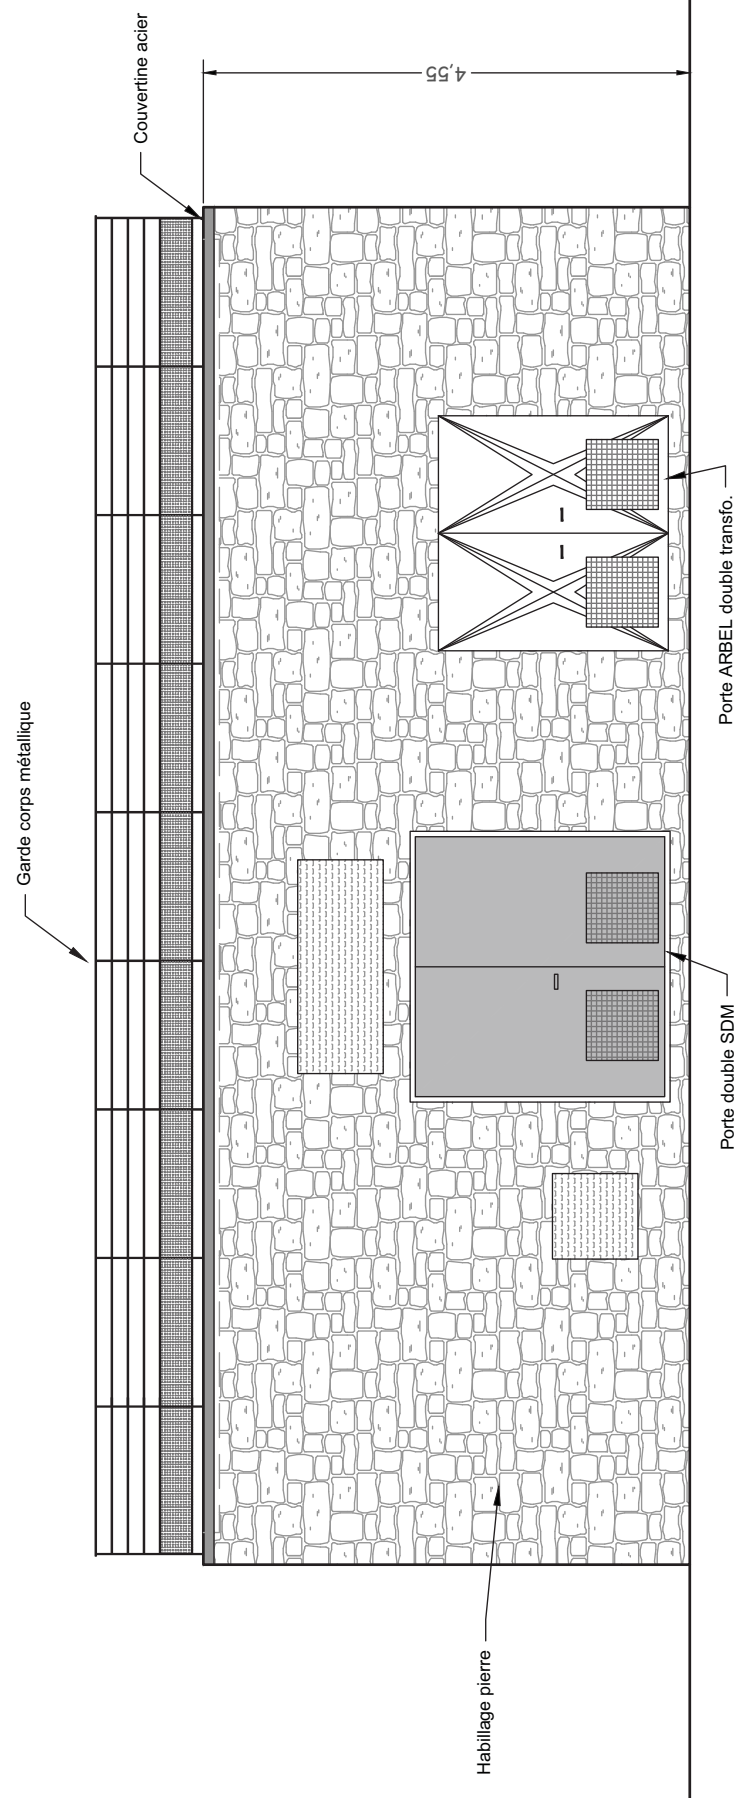 Garde corps métallique
Couvertine acier
4,55
Habillage pierre
Porte double SDM
Porte ARBEL double transfo.